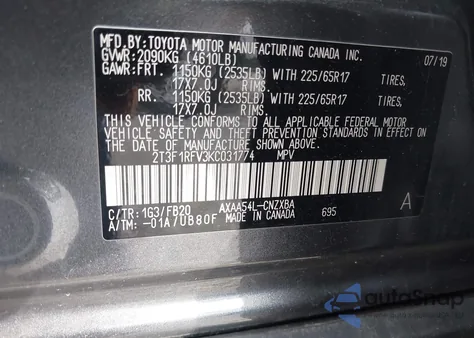 MFD. BY TOYOTA MOTOR MANUFACTURING CANADA INC.
GVWR: 2090KG (4610LB) 07/19
GAWR: FRT. 1150KG (2535LB) WITH 225/65R17 TIRES,
17X7.0J RIMS.
RR. 1150KG (2535LB) WITH 225/65R17 TIRES,
17X7.0J RIMS.
THIS VEHICLE CONFORMS TO ALL APPLICABLE FEDERAL MOTOR
VEHICLE SAFETY AND THEFT PREVENTION STANDARDS IN EFFECT ON
THE DATE OF MANUFACTURE SHOWN ABOVE.
2T3F1RFV3KC031774 MPV
C/TR: 1G3/FB20 AXAA54L-CNZXBA A
A/TM: -01A/UB80F MADE IN CANADA 695
autoSnap